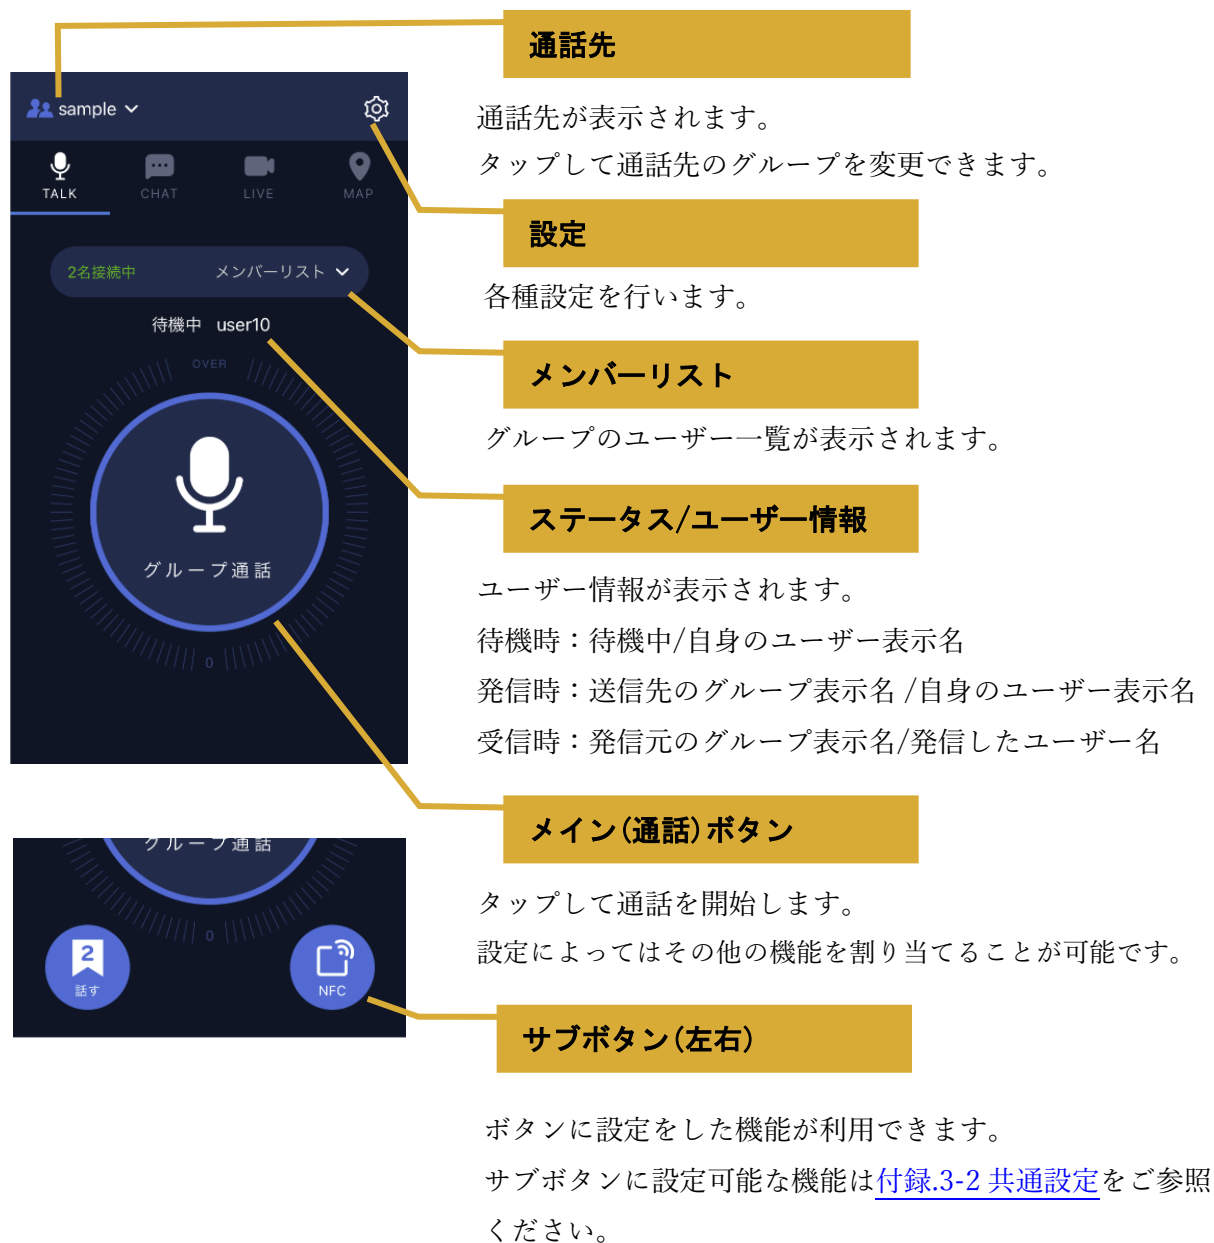 通話先
sample
通話先が表示されます。
タップして通話先のグループを変更できます。
TALK
CHAT
LIVE
MAP
設定
2名接続中
メンバーリスト
各種設定を行います。
待機中 user10
OVER
メンバーリスト
グループのユーザー一覧が表示されます。
ステータス/ユーザー情報
グループ通話
ユーザー情報が表示されます。
待機時：待機中/自身のユーザー表示名
0
発信時：送信先のグループ表示名 /自身のユーザー表示名
受信時：発信元のグループ表示名/発信したユーザー名
メイン(通話)ボタン
グループ通話
タップして通話を開始します。
0
設定によってはその他の機能を割り当てることが可能です。
2
話す
NFC
サブボタン(左右)
ボタンに設定をした機能が利用できます。
サブボタンに設定可能な機能は付録.3-2 共通設定をご参照
ください。